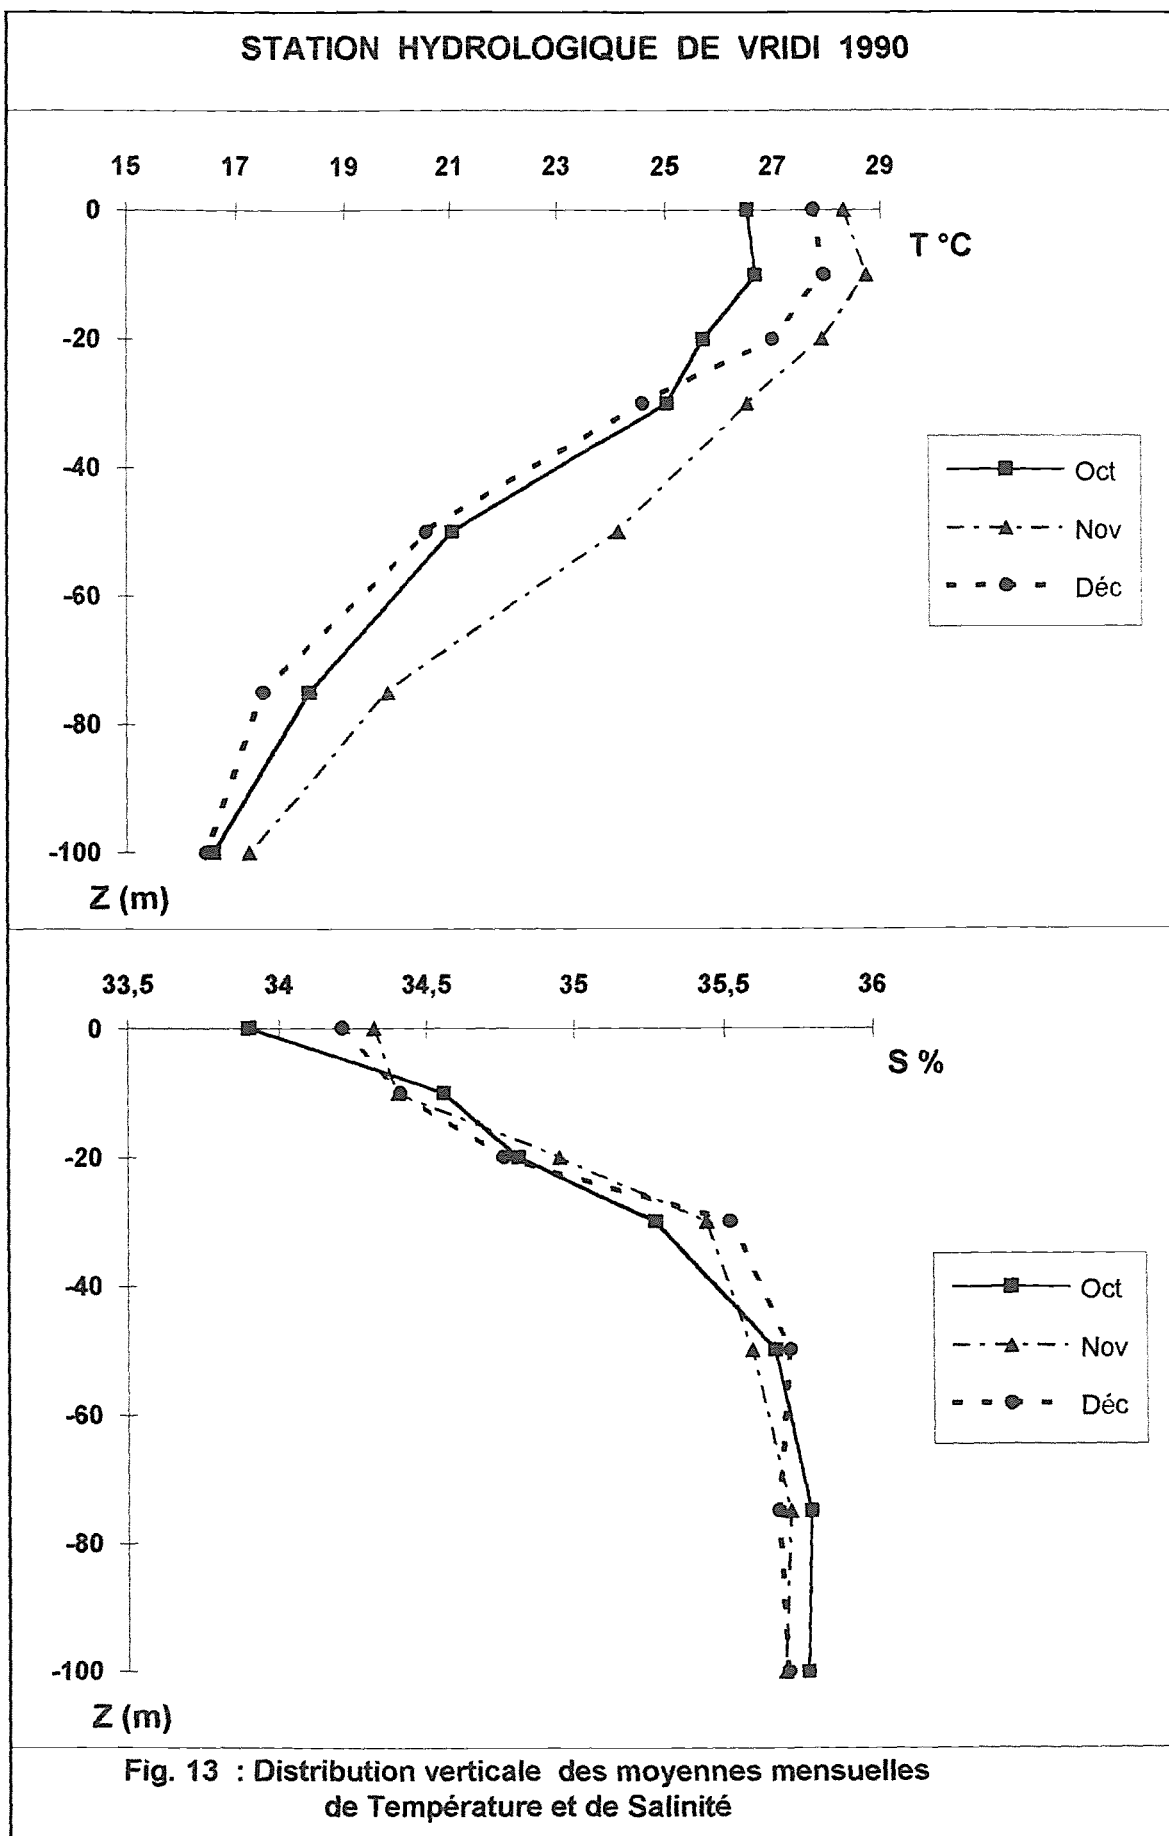 STATION HYDROLOGIQUE DE VRIDI 1990
15 17 19 21 23 25 27 29
0
T °C
-20
-40
-60
-80
-100
Z (m)
Oct
Nov
Déc
33,5 34 34,5 35 35,5 36
0
S %
-20
-40
-60
-80
-100
Z (m)
Oct
Nov
Déc
Fig. 13 : Distribution verticale des moyennes mensuelles
de Température et de Salinité